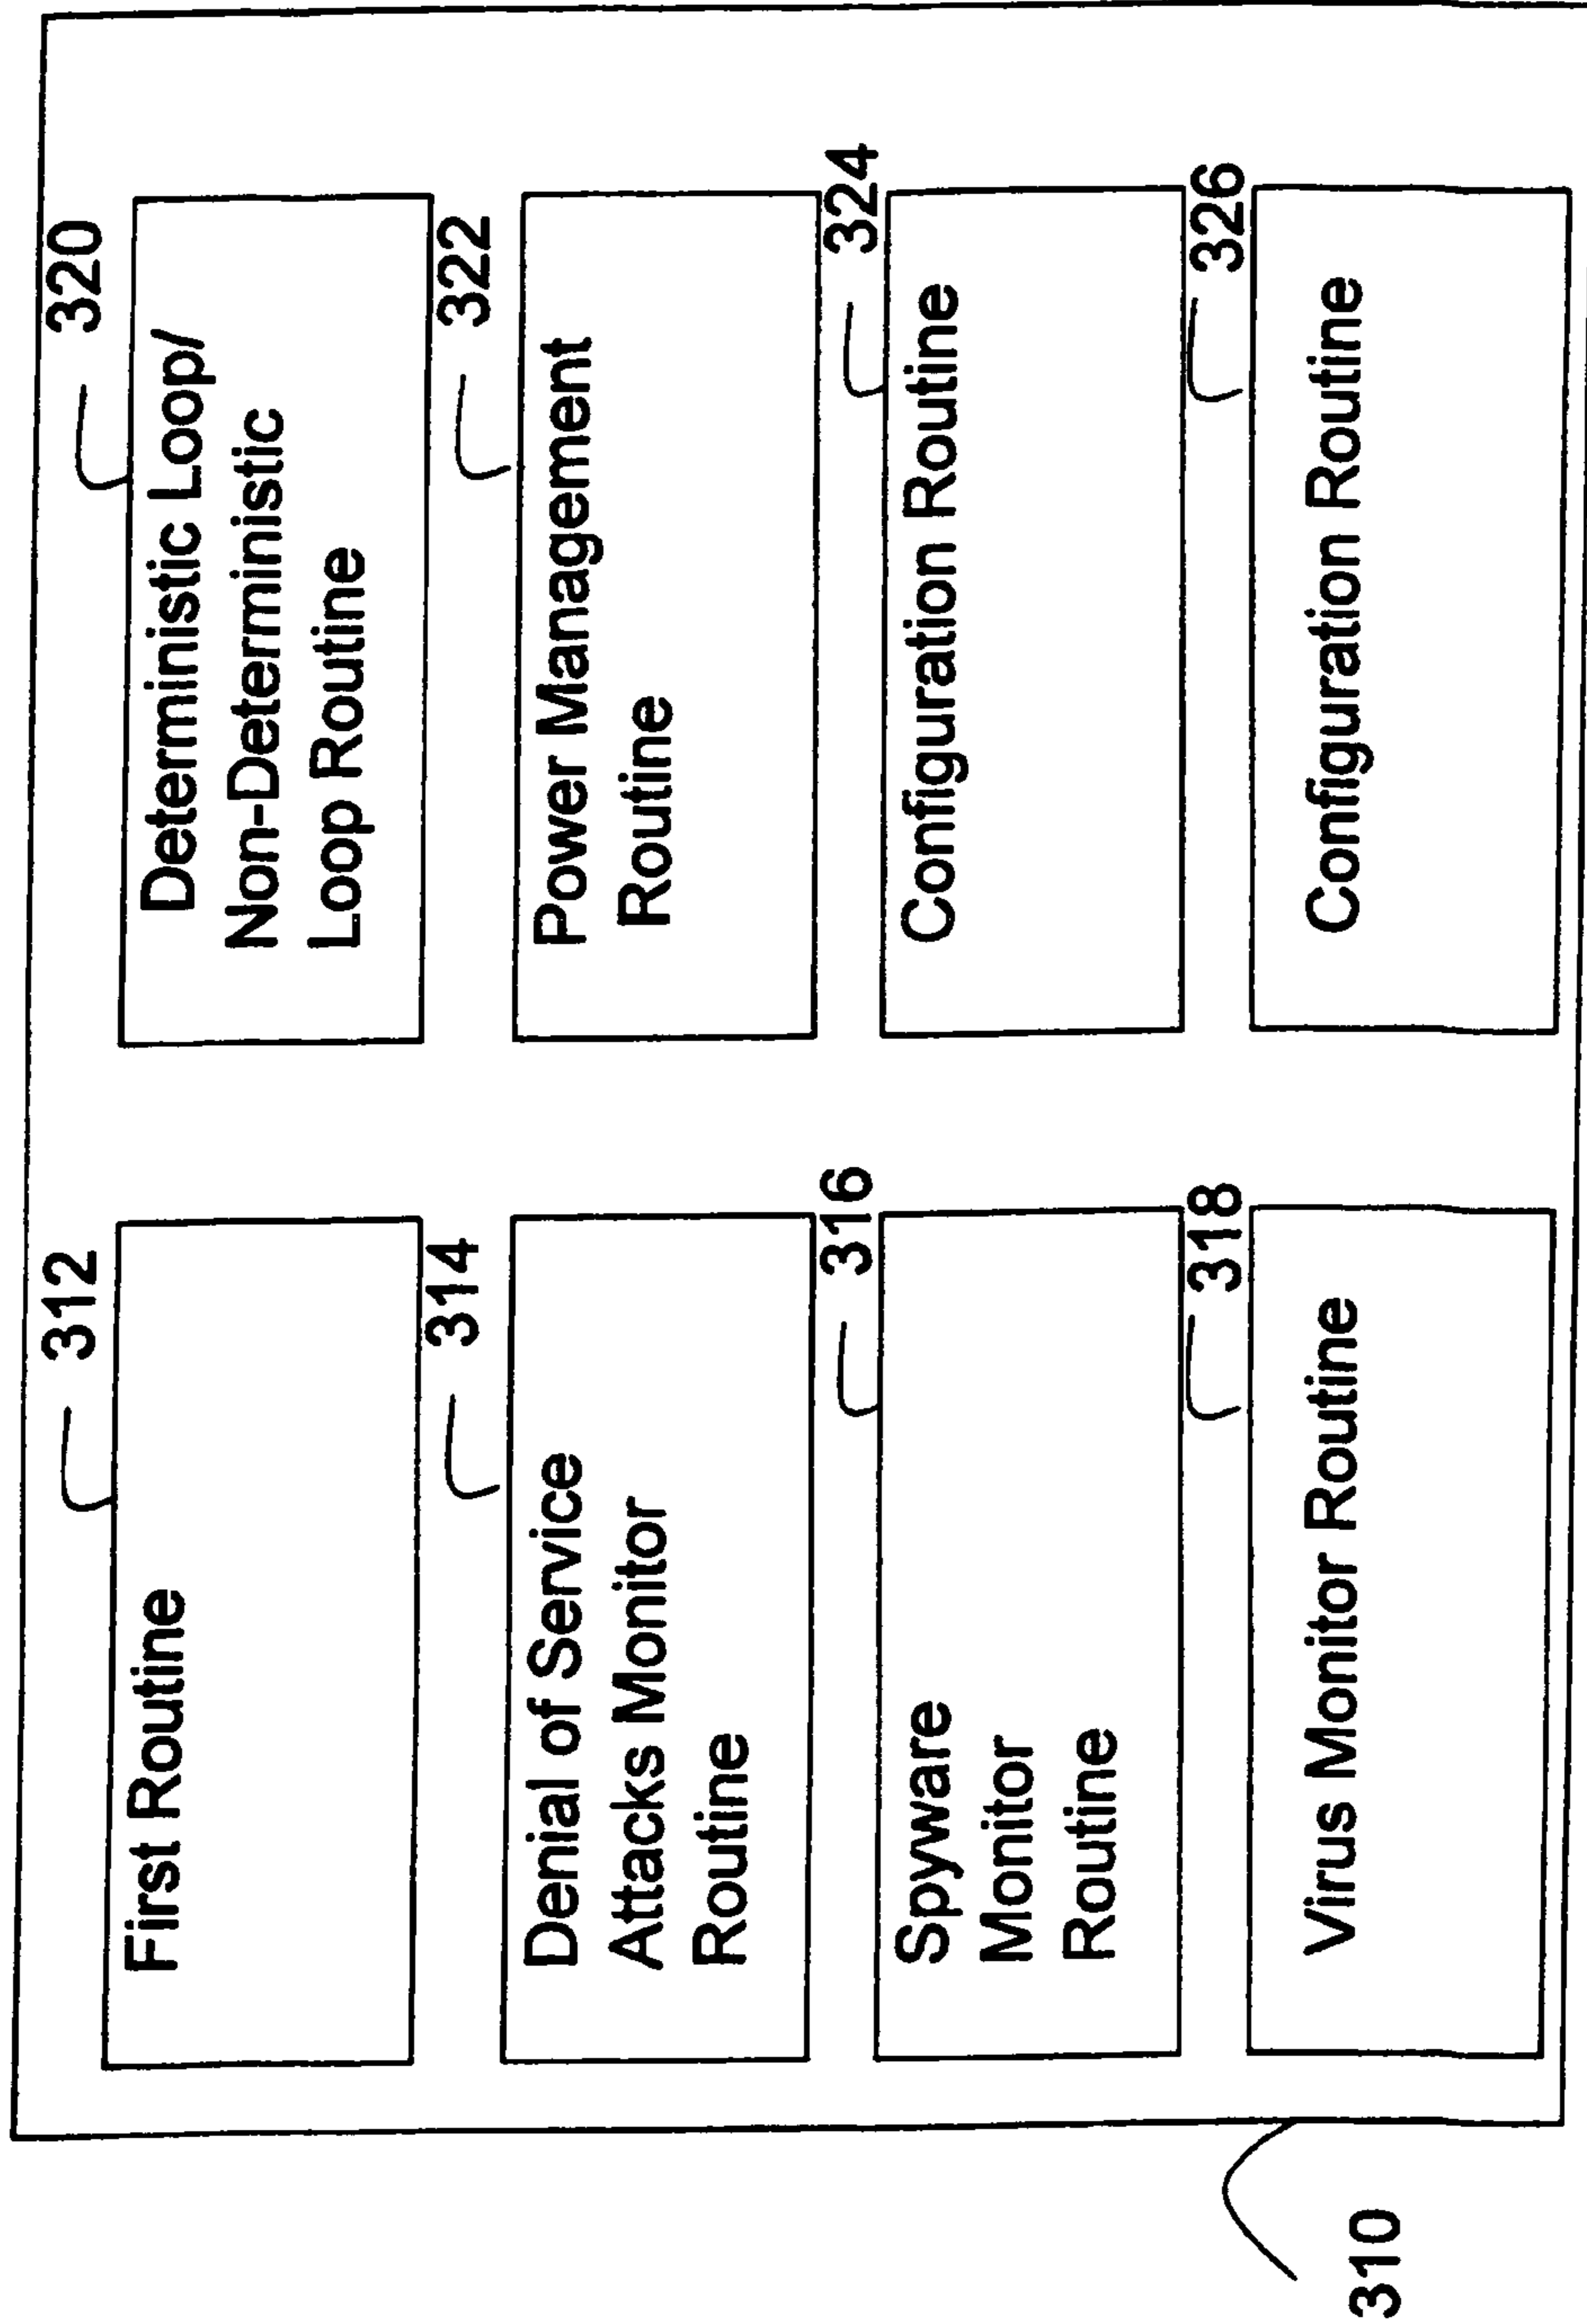 312
First Routine
314
Denial of Service
Attacks Monitor
Routine
316
Spyware
Monitor
Routine
318
Virus Monitor Routine
320
Deterministic Loop/
Non-Deterministic
Loop Routine
322
Power Management
Routine
324
Configuration Routine
326
Configuration Routine
310